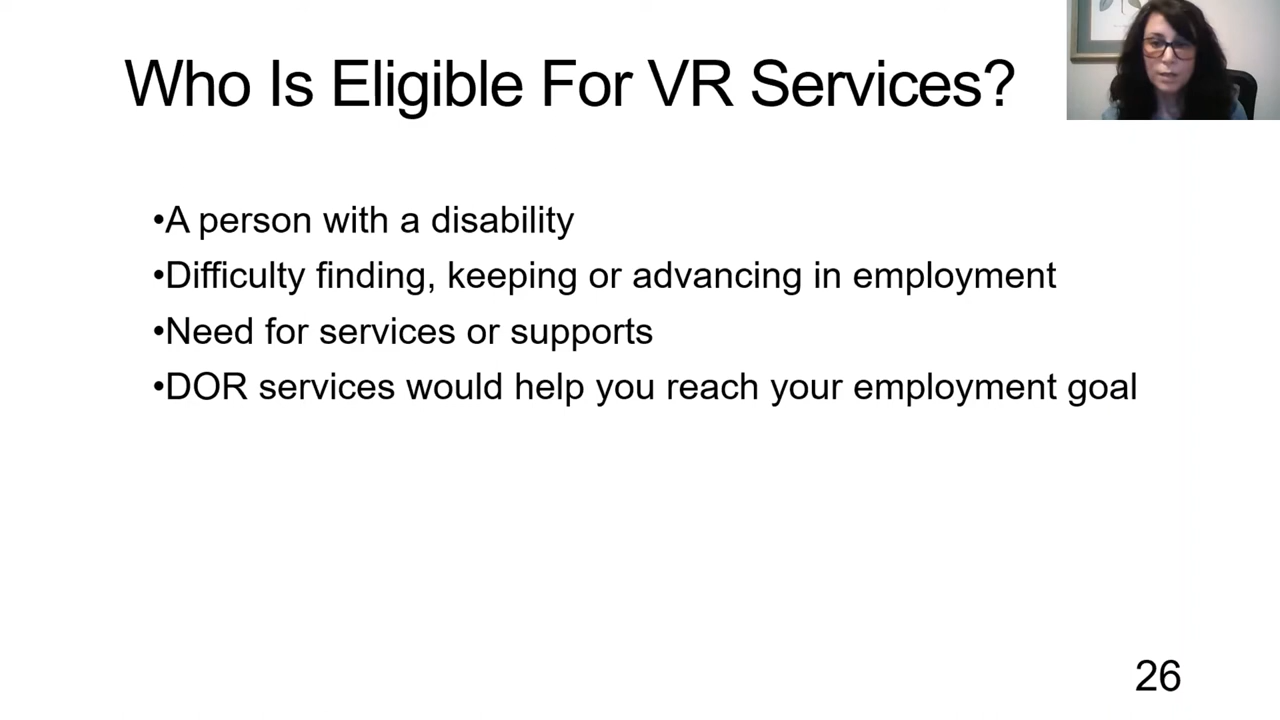 Who Is Eligible For VR Services?
•A person with a disability
•Difficulty finding, keeping or advancing in employment
•Need for services or supports
•DOR services would help you reach your employment goal
26